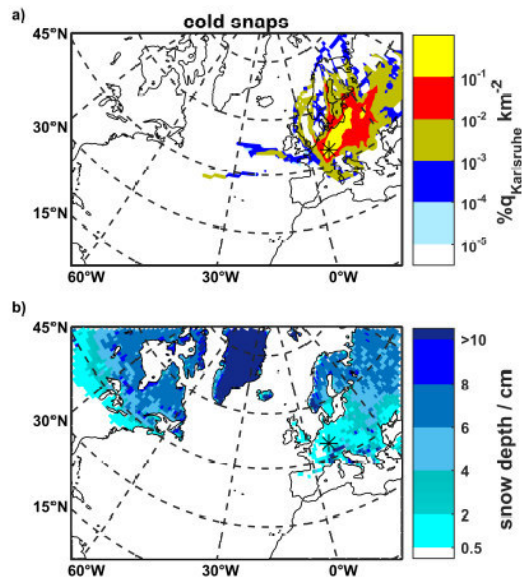 a)
cold snaps
45°N
30°N
15°N
60°W
30°W
0°W
10⁻¹
10⁻²
10⁻³
10⁻⁴
10⁻⁵
%qKarlsruhe km⁻²
b)
45°N
30°N
15°N
60°W
30°W
0°W
>10
8
6
4
2
0.5
snow depth / cm